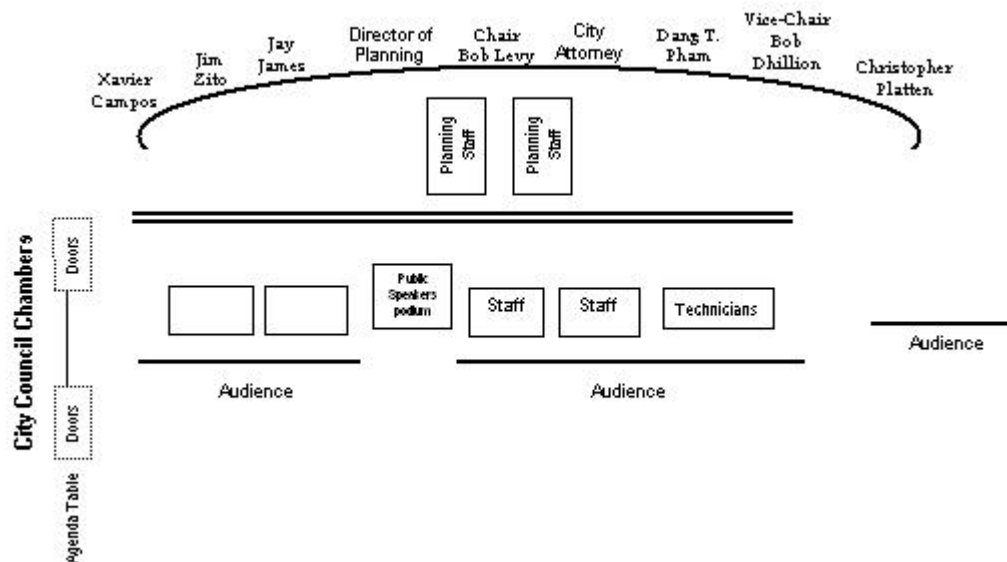 Xavier
Campos
Jim
Zito
Jay
James
Director of
Planning
Chair
Bob Levy
City
Attorney
Dang T.
Pham
Vice-Chair
Bob
Dhillion
Christopher
Platten
Planning
Staff
Planning
Staff
City Council Chambers
Doors
Public
Speakers
podium
Staff
Staff
Technicians
Audience
Audience
Audience
Doors
Agenda Table